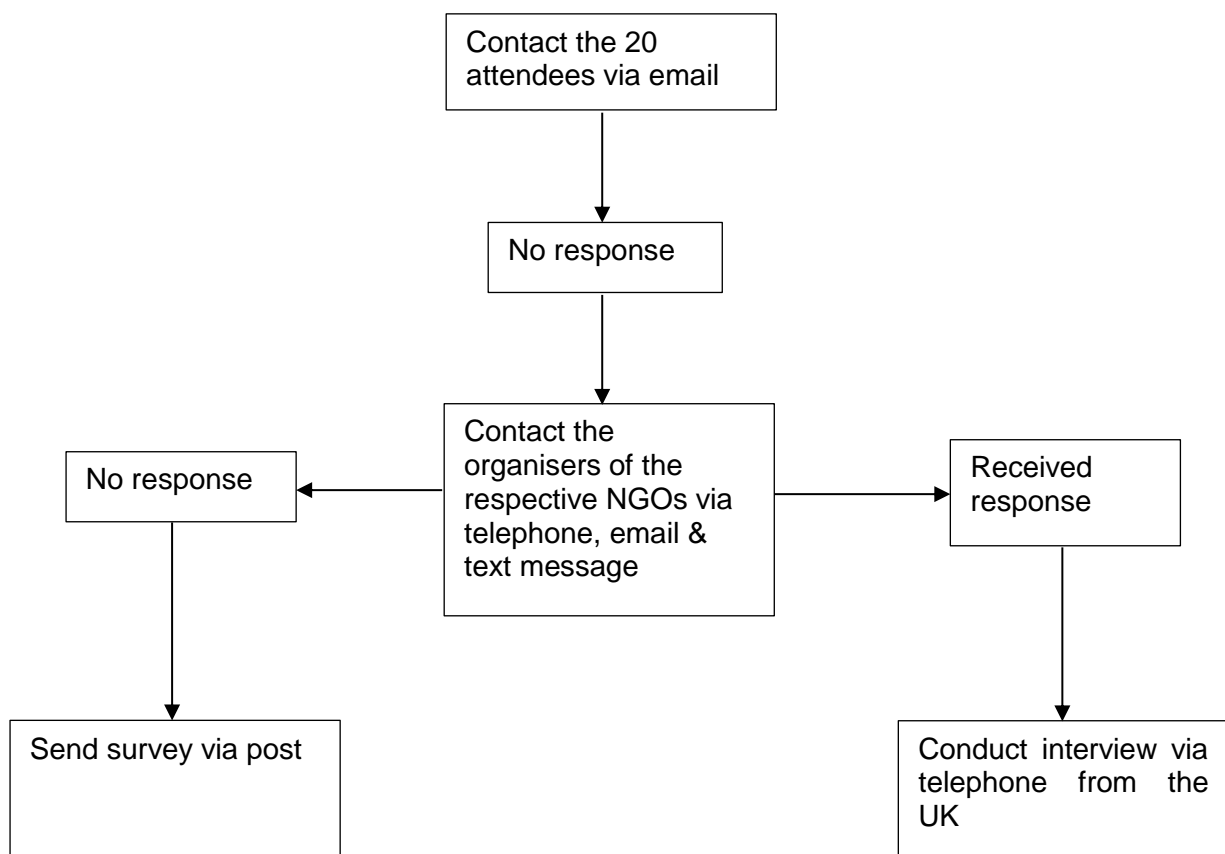 Contact the 20
attendees via email
No response
Contact the
organisers of the
respective NGOs via
telephone, email &
text message
No response
Received
response
Send survey via post
Conduct interview via
telephone from the
UK